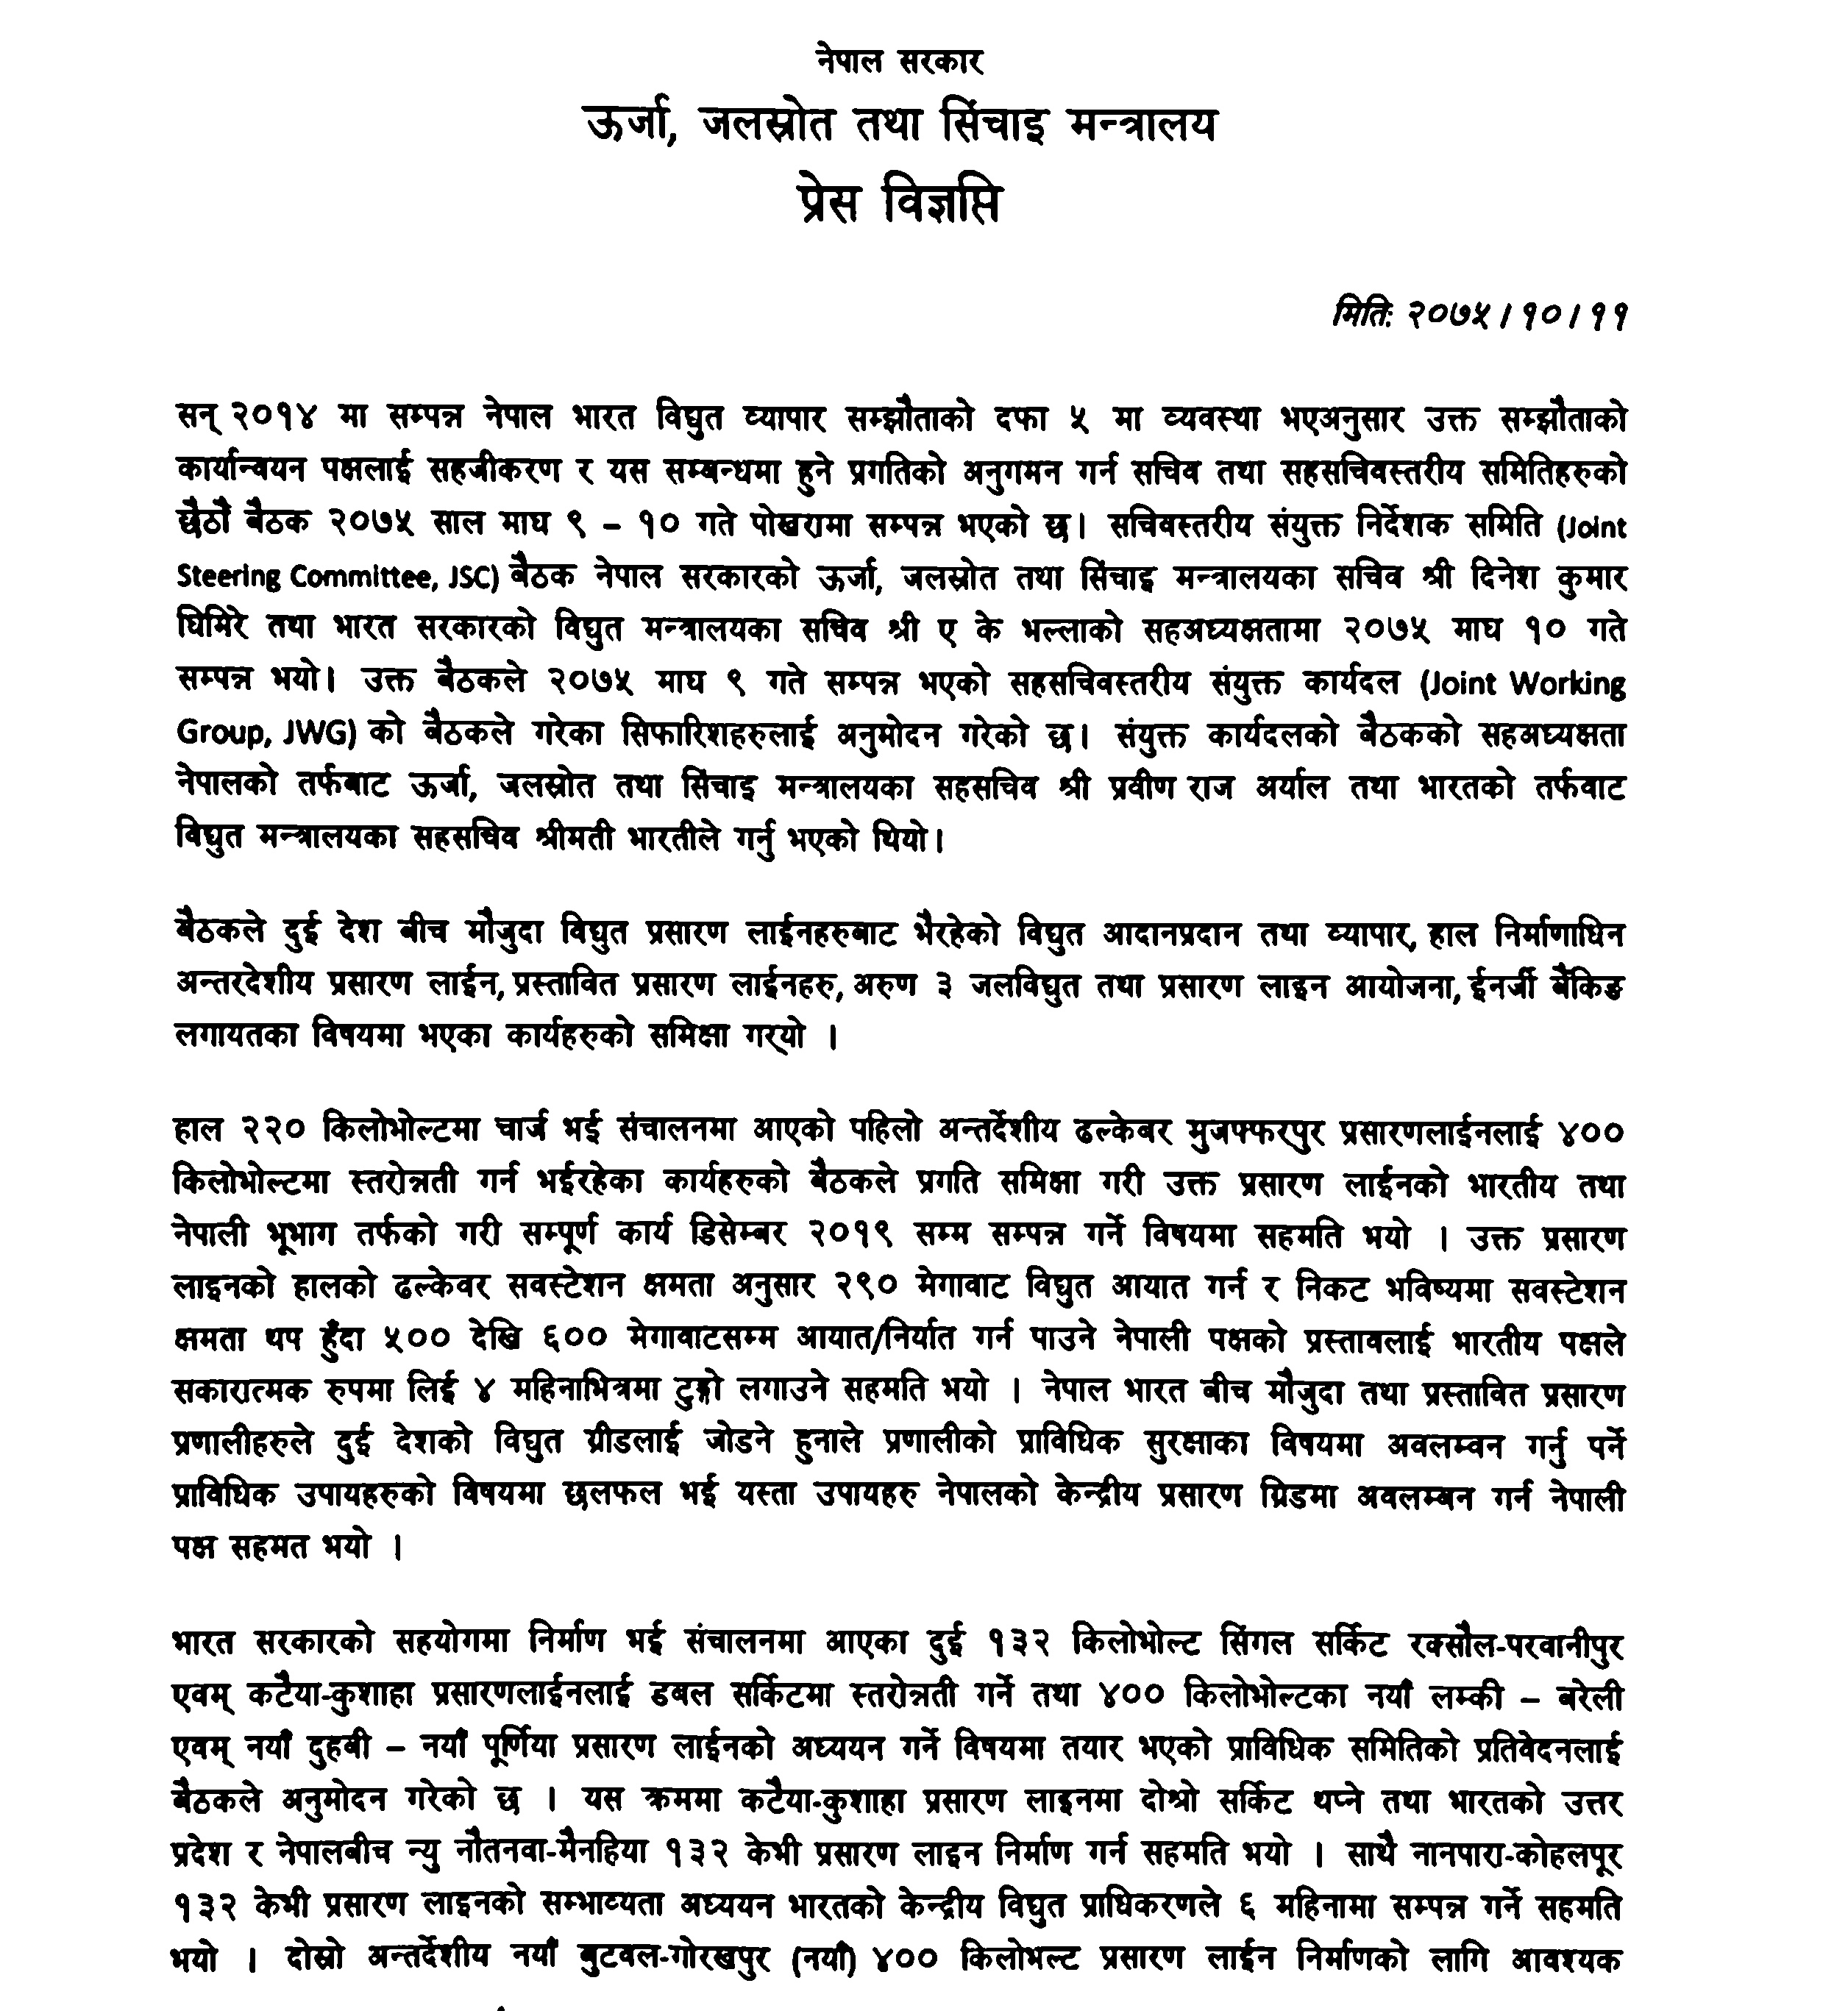 नेपाल सरकार
ऊर्जा, जलस्रोत तथा सिंचाइ मन्त्रालय
प्रेस विज्ञप्ति
मिति: २०७५।१०।११
सन् २०१४ मा सम्पन्न नेपाल भारत विद्युत व्यापार सम्झौताको दफा ५ मा व्यवस्था भएअनुसार उक्त सम्झौताको
कार्यान्वयन पक्षलाई सहजीकरण र यस सम्बन्धमा हुने प्रगतिको अनुगमन गर्न सचिव तथा सहसचिवस्तरीय समितिहरुको
छैठौं बैठक २०७५ साल माघ ९ – १० गते पोखरामा सम्पन्न भएको छ। सचिवस्तरीय संयुक्त निर्देशक समिति (Joint
Steering Committee, JSC) बैठक नेपाल सरकारको ऊर्जा, जलस्रोत तथा सिंचाइ मन्त्रालयका सचिव श्री दिनेश कुमार
घिमिरे तथा भारत सरकारको विद्युत मन्त्रालयका सचिव श्री ए के भल्लाको सहअध्यक्षतामा २०७५ माघ १० गते
सम्पन्न भयो। उक्त बैठकले २०७५ माघ ९ गते सम्पन्न भएको सहसचिवस्तरीय संयुक्त कार्यदल (Joint Working
Group, JWG) को बैठकले गरेका सिफारिशहरुलाई अनुमोदन गरेको छ। संयुक्त कार्यदलको बैठकको सहअध्यक्षता
नेपालको तर्फबाट ऊर्जा, जलस्रोत तथा सिंचाइ मन्त्रालयका सहसचिव श्री प्रवीण राज अर्याल तथा भारतको तर्फवाट
विद्युत मन्त्रालयका सहसचिव श्रीमती भारतीले गर्नु भएको थियो।
बैठकले दुई देश बीच मौजुदा विद्युत प्रसारण लाईनहरुबाट भैरहेको विद्युत आदानप्रदान तथा व्यापार, हाल निर्माणाधिन
अन्तरदेशीय प्रसारण लाईन, प्रस्तावित प्रसारण लाईनहरु, अरुण ३ जलविद्युत तथा प्रसारण लाइन आयोजना, ईनर्जी बैंकिङ
लगायतका विषयमा भएका कार्यहरुको समिक्षा गर्‍यो ।
हाल २२० किलोभोल्टमा चार्ज भई संचालनमा आएको पहिलो अन्तर्देशीय ढल्केबर मुजफ्फरपुर प्रसारणलाईनलाई ४००
किलोभोल्टमा स्तरोन्नती गर्न भईरहेका कार्यहरुको बैठकले प्रगति समिक्षा गरी उक्त प्रसारण लाईनको भारतीय तथा
नेपाली भूभाग तर्फको गरी सम्पूर्ण कार्य डिसेम्बर २०१९ सम्म सम्पन्न गर्ने विषयमा सहमति भयो । उक्त प्रसारण
लाइनको हालको ढल्केवर सवस्टेशन क्षमता अनुसार २९० मेगावाट विद्युत आयात गर्न र निकट भविष्यमा सवस्टेशन
क्षमता थप हुँदा ५०० देखि ६०० मेगावाटसम्म आयात/निर्यात गर्न पाउने नेपाली पक्षको प्रस्तावलाई भारतीय पक्षले
सकारात्मक रुपमा लिई ४ महिनाभित्रमा टुङ्गो लगाउने सहमति भयो । नेपाल भारत बीच मौजुदा तथा प्रस्तावित प्रसारण
प्रणालीहरुले दुई देशको विद्युत ग्रीडलाई जोडने हुनाले प्रणालीको प्राविधिक सुरक्षाका विषयमा अवलम्वन गर्नु पर्ने
प्राविधिक उपायहरुको विषयमा छलफल भई यस्ता उपायहरु नेपालको केन्द्रीय प्रसारण ग्रिडमा अवलम्बन गर्न नेपाली
पक्ष सहमत भयो ।
भारत सरकारको सहयोगमा निर्माण भई संचालनमा आएका दुई १३२ किलोभोल्ट सिंगल सर्किट रक्सौल-परवानीपुर
एवम् कटैया-कुशाहा प्रसारणलाईनलाई डबल सर्किटमा स्तरोन्नती गर्ने तथा ४०० किलोभोल्टका नयाँ लम्की – बरेली
एवम् नयाँ दुहबी – नयाँ पूर्णिया प्रसारण लाईनको अध्ययन गर्ने विषयमा तयार भएको प्राविधिक समितिको प्रतिवेदनलाई
बैठकले अनुमोदन गरेको छ । यस क्रममा कटैया-कुशाहा प्रसारण लाइनमा दोश्रो सर्किट थप्ने तथा भारतको उत्तर
प्रदेश र नेपालबीच न्यु नौतनवा-मैनहिया १३२ केभी प्रसारण लाइन निर्माण गर्न सहमति भयो । साथै नानपारा-कोहलपूर
१३२ केभी प्रसारण लाइनको सम्भाव्यता अध्ययन भारतको केन्द्रीय विद्युत प्राधिकरणले ६ महिनामा सम्पन्न गर्ने सहमति
भयो । दोस्रो अन्तर्देशीय नयाँ बुटवल-गोरखपुर (नयाँ) ४०० किलोभल्ट प्रसारण लाईन निर्माणको लागि आवश्यक